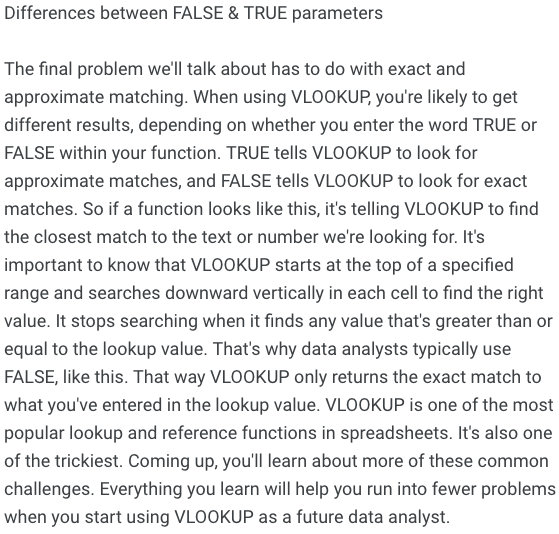 Differences between FALSE & TRUE parameters
The final problem we'll talk about has to do with exact and
approximate matching. When using VLOOKUP, you're likely to get
different results, depending on whether you enter the word TRUE or
FALSE within your function. TRUE tells VLOOKUP to look for
approximate matches, and FALSE tells VLOOKUP to look for exact
matches. So if a function looks like this, it's telling VLOOKUP to find
the closest match to the text or number we're looking for. It's
important to know that VLOOKUP starts at the top of a specified
range and searches downward vertically in each cell to find the right
value. It stops searching when it finds any value that's greater than or
equal to the lookup value. That's why data analysts typically use
FALSE, like this. That way VLOOKUP only returns the exact match to
what you've entered in the lookup value. VLOOKUP is one of the most
popular lookup and reference functions in spreadsheets. It's also one
of the trickiest. Coming up, you'll learn about more of these common
challenges. Everything you learn will help you run into fewer problems
when you start using VLOOKUP as a future data analyst.